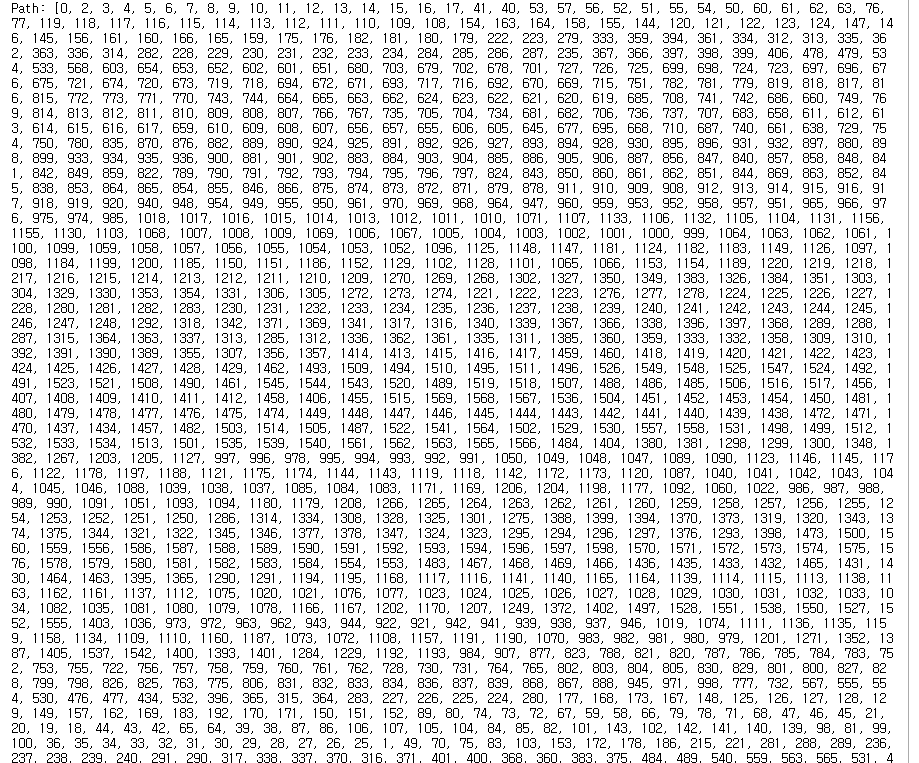 Path: [0, 2, 3, 4, 5, 6, 7, 8, 9, 10, 11, 12, 13, 14, 15, 16, 17, 41, 40, 53, 57, 56, 52, 51, 55, 54, 50, 60, 61, 62, 63, 76,
77, 119, 118, 117, 116, 115, 114, 113, 112, 111, 110, 109, 108, 154, 163, 164, 158, 155, 144, 120, 121, 122, 123, 124, 147, 14
6, 145, 156, 161, 160, 166, 165, 159, 175, 176, 182, 181, 180, 179, 222, 223, 279, 333, 359, 394, 361, 334, 312, 313, 335, 36
2, 363, 336, 314, 282, 228, 229, 230, 231, 232, 233, 234, 284, 285, 286, 287, 235, 367, 366, 397, 398, 399, 406, 478, 479, 53
4, 533, 568, 603, 654, 653, 652, 602, 601, 651, 680, 703, 679, 702, 678, 701, 727, 726, 725, 699, 698, 724, 723, 697, 696, 67
6, 675, 721, 674, 720, 673, 719, 718, 694, 672, 671, 693, 717, 716, 692, 670, 669, 715, 751, 782, 781, 779, 819, 818, 817, 81
6, 815, 772, 773, 771, 770, 743, 744, 664, 665, 663, 662, 624, 623, 622, 621, 620, 619, 685, 708, 741, 742, 686, 660, 749, 76
9, 814, 813, 812, 811, 810, 809, 808, 807, 766, 767, 735, 705, 704, 734, 681, 682, 706, 736, 737, 707, 683, 658, 611, 612, 61
3, 614, 615, 616, 617, 659, 610, 609, 608, 607, 656, 657, 655, 606, 605, 645, 677, 695, 668, 710, 687, 740, 661, 638, 729, 75
4, 750, 780, 835, 870, 876, 882, 889, 890, 924, 925, 891, 892, 926, 927, 893, 894, 928, 930, 895, 896, 931, 932, 897, 880, 89
8, 899, 933, 934, 935, 936, 900, 881, 901, 902, 883, 884, 903, 904, 885, 886, 905, 906, 887, 856, 847, 840, 857, 858, 848, 84
1, 842, 849, 859, 822, 789, 790, 791, 792, 793, 794, 795, 796, 797, 824, 843, 850, 860, 861, 862, 851, 844, 869, 863, 852, 84
5, 838, 853, 864, 865, 854, 855, 846, 866, 875, 874, 873, 872, 871, 879, 878, 911, 910, 909, 908, 912, 913, 914, 915, 916, 91
7, 918, 919, 920, 940, 948, 954, 949, 955, 950, 961, 970, 969, 968, 964, 947, 960, 959, 953, 952, 958, 957, 951, 965, 966, 97
6, 975, 974, 985, 1018, 1017, 1016, 1015, 1014, 1013, 1012, 1011, 1010, 1071, 1107, 1133, 1106, 1132, 1105, 1104, 1131, 1156,
1155, 1130, 1103, 1068, 1007, 1008, 1009, 1069, 1006, 1067, 1005, 1004, 1003, 1002, 1001, 1000, 999, 1064, 1063, 1062, 1061, 1
100, 1099, 1059, 1058, 1057, 1056, 1055, 1054, 1053, 1052, 1096, 1125, 1148, 1147, 1181, 1124, 1182, 1183, 1149, 1126, 1097, 1
098, 1184, 1199, 1200, 1185, 1150, 1151, 1186, 1152, 1129, 1102, 1128, 1101, 1065, 1066, 1153, 1154, 1189, 1220, 1219, 1218, 1
217, 1216, 1215, 1214, 1213, 1212, 1211, 1210, 1209, 1270, 1269, 1268, 1302, 1327, 1350, 1349, 1383, 1326, 1384, 1351, 1303, 1
304, 1329, 1330, 1353, 1354, 1331, 1306, 1305, 1272, 1273, 1274, 1221, 1222, 1223, 1276, 1277, 1278, 1224, 1225, 1226, 1227, 1
228, 1280, 1281, 1282, 1283, 1230, 1231, 1232, 1233, 1234, 1235, 1236, 1237, 1238, 1239, 1240, 1241, 1242, 1243, 1244, 1245, 1
246, 1247, 1248, 1292, 1318, 1342, 1371, 1369, 1341, 1317, 1316, 1340, 1339, 1367, 1366, 1338, 1396, 1397, 1368, 1289, 1288, 1
287, 1315, 1364, 1363, 1337, 1313, 1285, 1312, 1336, 1362, 1361, 1335, 1311, 1385, 1360, 1359, 1333, 1332, 1358, 1309, 1310, 1
392, 1391, 1390, 1389, 1355, 1307, 1356, 1357, 1414, 1413, 1415, 1416, 1417, 1459, 1460, 1418, 1419, 1420, 1421, 1422, 1423, 1
424, 1425, 1426, 1427, 1428, 1429, 1462, 1493, 1509, 1494, 1510, 1495, 1511, 1496, 1526, 1549, 1548, 1525, 1547, 1524, 1492, 1
491, 1523, 1521, 1508, 1490, 1461, 1545, 1544, 1543, 1520, 1489, 1519, 1518, 1507, 1488, 1486, 1485, 1506, 1516, 1517, 1456, 1
407, 1408, 1409, 1410, 1411, 1412, 1458, 1406, 1455, 1515, 1569, 1568, 1567, 1536, 1504, 1451, 1452, 1453, 1454, 1450, 1481, 1
480, 1479, 1478, 1477, 1476, 1475, 1474, 1449, 1448, 1447, 1446, 1445, 1444, 1443, 1442, 1441, 1440, 1439, 1438, 1472, 1471, 1
470, 1437, 1434, 1457, 1482, 1503, 1514, 1505, 1487, 1522, 1541, 1564, 1502, 1529, 1530, 1557, 1558, 1531, 1498, 1499, 1512, 1
532, 1533, 1534, 1513, 1501, 1535, 1539, 1540, 1561, 1562, 1563, 1565, 1566, 1484, 1404, 1380, 1381, 1298, 1299, 1300, 1348, 1
382, 1267, 1203, 1205, 1127, 997, 996, 978, 995, 994, 993, 992, 991, 1050, 1049, 1048, 1047, 1089, 1090, 1123, 1146, 1145, 117
6, 1122, 1178, 1197, 1188, 1121, 1175, 1174, 1144, 1143, 1119, 1118, 1142, 1172, 1173, 1120, 1087, 1040, 1041, 1042, 1043, 104
4, 1045, 1046, 1088, 1039, 1038, 1037, 1085, 1084, 1083, 1171, 1169, 1206, 1204, 1198, 1177, 1092, 1060, 1022, 986, 987, 988,
989, 990, 1091, 1051, 1093, 1094, 1180, 1179, 1208, 1266, 1265, 1264, 1263, 1262, 1261, 1260, 1259, 1258, 1257, 1256, 1255, 12
54, 1253, 1252, 1251, 1250, 1286, 1314, 1334, 1308, 1328, 1325, 1301, 1275, 1388, 1399, 1394, 1370, 1373, 1319, 1320, 1343, 13
74, 1375, 1344, 1321, 1322, 1345, 1346, 1377, 1378, 1347, 1324, 1323, 1295, 1294, 1296, 1297, 1376, 1293, 1398, 1473, 1500, 15
60, 1559, 1556, 1586, 1587, 1588, 1589, 1590, 1591, 1592, 1593, 1594, 1595, 1596, 1597, 1598, 1570, 1571, 1572, 1573, 1574, 1575, 15
76, 1578, 1579, 1580, 1581, 1582, 1583, 1584, 1554, 1553, 1483, 1467, 1468, 1469, 1466, 1436, 1435, 1433, 1432, 1465, 1431, 14
30, 1464, 1463, 1395, 1365, 1290, 1291, 1194, 1195, 1168, 1117, 1116, 1141, 1140, 1165, 1164, 1139, 1114, 1115, 1113, 1138, 11
63, 1162, 1161, 1137, 1112, 1075, 1020, 1021, 1076, 1077, 1023, 1024, 1025, 1026, 1027, 1028, 1029, 1030, 1031, 1032, 1033, 10
34, 1082, 1035, 1081, 1080, 1079, 1078, 1166, 1167, 1202, 1170, 1207, 1249, 1372, 1402, 1497, 1528, 1551, 1538, 1550, 1527, 15
52, 1555, 1403, 1036, 973, 972, 963, 962, 943, 944, 922, 921, 942, 941, 939, 938, 937, 946, 1019, 1074, 1111, 1136, 1135, 115
9, 1158, 1134, 1109, 1110, 1160, 1187, 1073, 1072, 1108, 1157, 1191, 1190, 1070, 983, 982, 981, 980, 979, 1201, 1271, 1352, 13
87, 1405, 1537, 1542, 1400, 1393, 1401, 1284, 1229, 1192, 1193, 984, 907, 877, 823, 788, 821, 820, 787, 786, 785, 784, 783, 75
2, 753, 755, 722, 756, 757, 758, 759, 760, 761, 762, 728, 730, 731, 764, 765, 802, 803, 804, 805, 830, 829, 801, 800, 827, 82
8, 799, 798, 826, 825, 763, 775, 806, 831, 832, 833, 834, 836, 837, 839, 868, 867, 888, 945, 971, 998, 777, 732, 567, 555, 55
4, 530, 476, 477, 434, 532, 396, 365, 315, 364, 283, 227, 226, 225, 224, 280, 177, 168, 173, 167, 148, 125, 126, 127, 128, 12
9, 149, 157, 162, 169, 183, 192, 170, 171, 150, 151, 152, 89, 80, 74, 73, 72, 67, 59, 58, 66, 79, 78, 71, 68, 47, 46, 45, 21,
20, 19, 18, 44, 43, 42, 65, 64, 39, 38, 87, 86, 106, 107, 105, 104, 84, 85, 82, 101, 143, 102, 142, 141, 140, 139, 98, 81, 99,
100, 36, 35, 34, 33, 32, 31, 30, 29, 28, 27, 26, 25, 1, 49, 70, 75, 83, 103, 153, 172, 178, 186, 215, 221, 281, 288, 289, 236,
237, 238, 239, 240, 291, 290, 317, 338, 337, 370, 316, 371, 401, 400, 368, 360, 383, 375, 484, 489, 540, 559, 563, 565, 531, 4